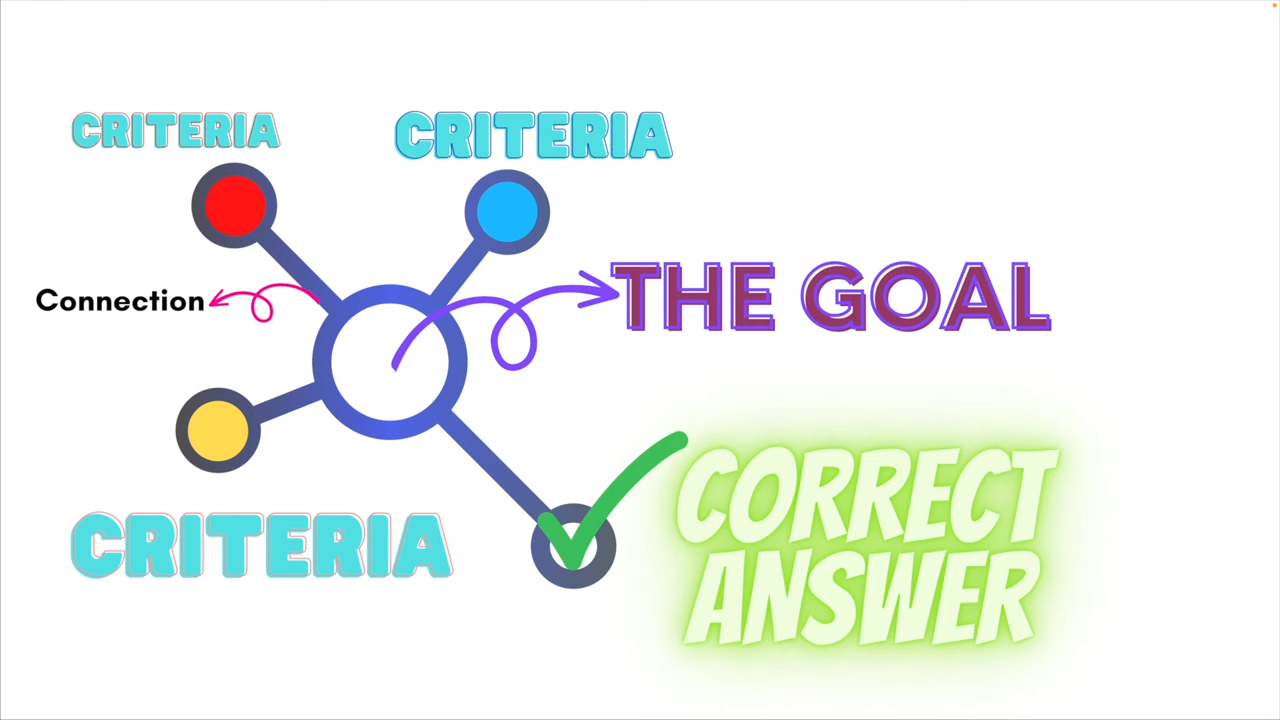 CRITERIA
CRITERIA
THE GOAL
Connection
CORRECT
ANSWER
CRITERIA